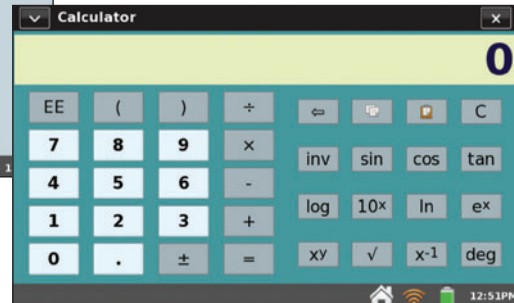 Calculator
0
EE ( ) ÷ ⇦ C
7 8 9 × inv sin cos tan
4 5 6 -
1 2 3 + log 10x ln ex
0 . ± = xy √ x-1 deg
12:51PM
1